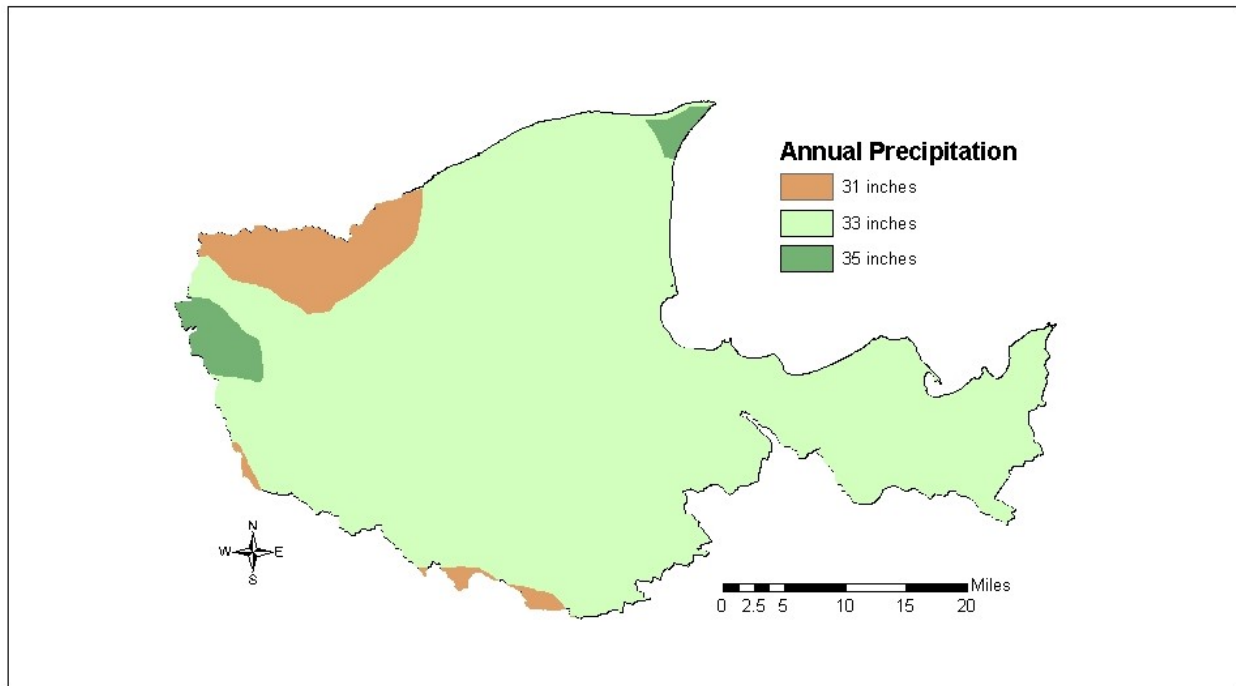 Annual Precipitation
31 inches
33 inches
35 inches
N
W E
S
Miles
0 2.5 5 10 15 20